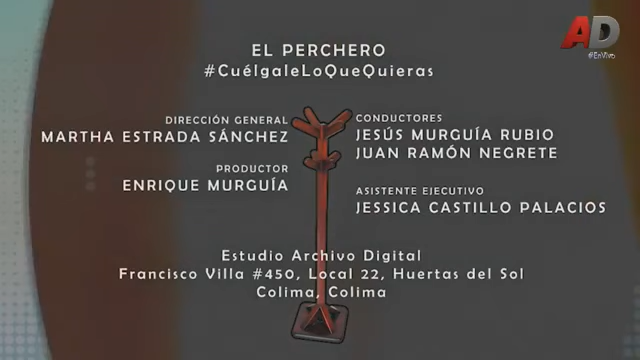 EL PERCHERO
#CuélgaleLoQueQuieras
AD
#EnVivo
DIRECCIÓN GENERAL
MARTHA ESTRADA SÁNCHEZ
PRODUCTOR
ENRIQUE MURGUÍA
CONDUCTORES
JESÚS MURGUÍA RUBIO
JUAN RAMÓN NEGRETE
ASISTENTE EJECUTIVO
JESSICA CASTILLO PALACIOS
Estudio Archivo Digital
Francisco Villa #450, Local 22, Huertas del Sol
Colima, Colima